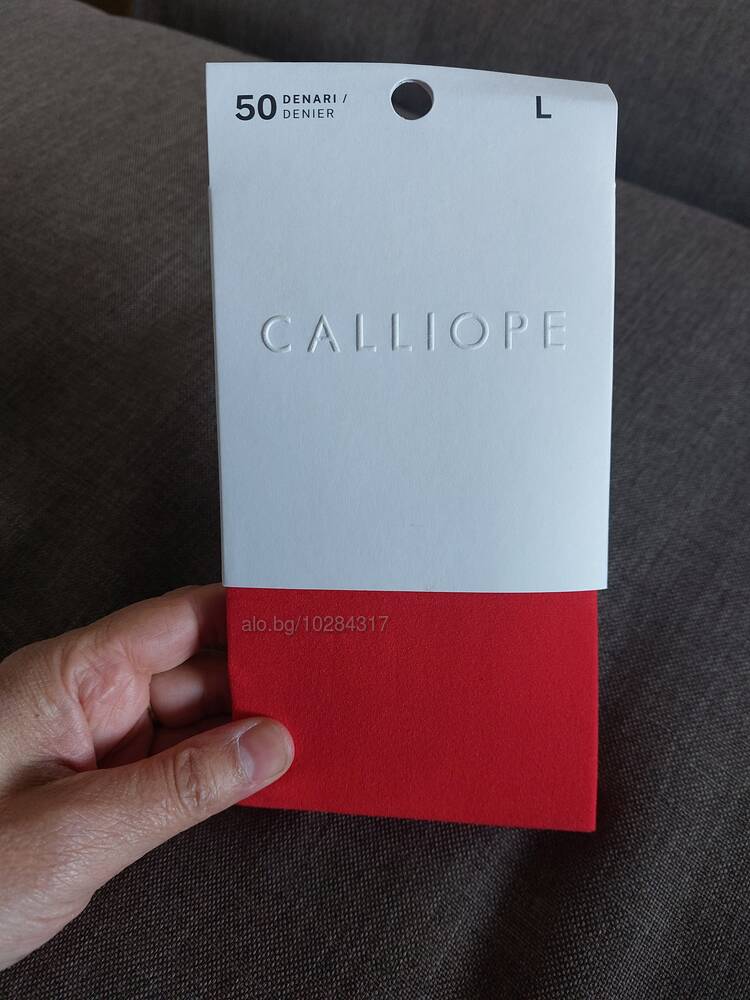 50 DENARI /
DENIER
L
CALLIOPE
alo.bg/10284317